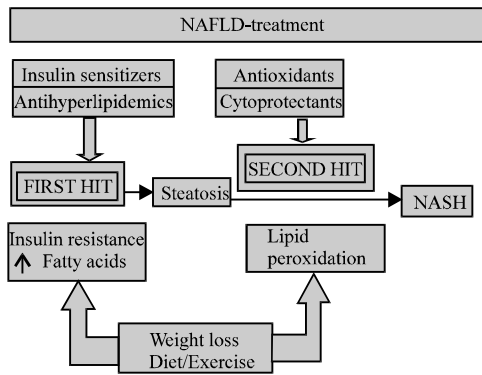 NAFLD-treatment
Insulin sensitizers
Antihyperlipidemics
Antioxidants
Cytoprotectants
FIRST HIT
Steatosis
SECOND HIT
NASH
Insulin resistance
↑ Fatty acids
Lipid
peroxidation
Weight loss
Diet/Exercise